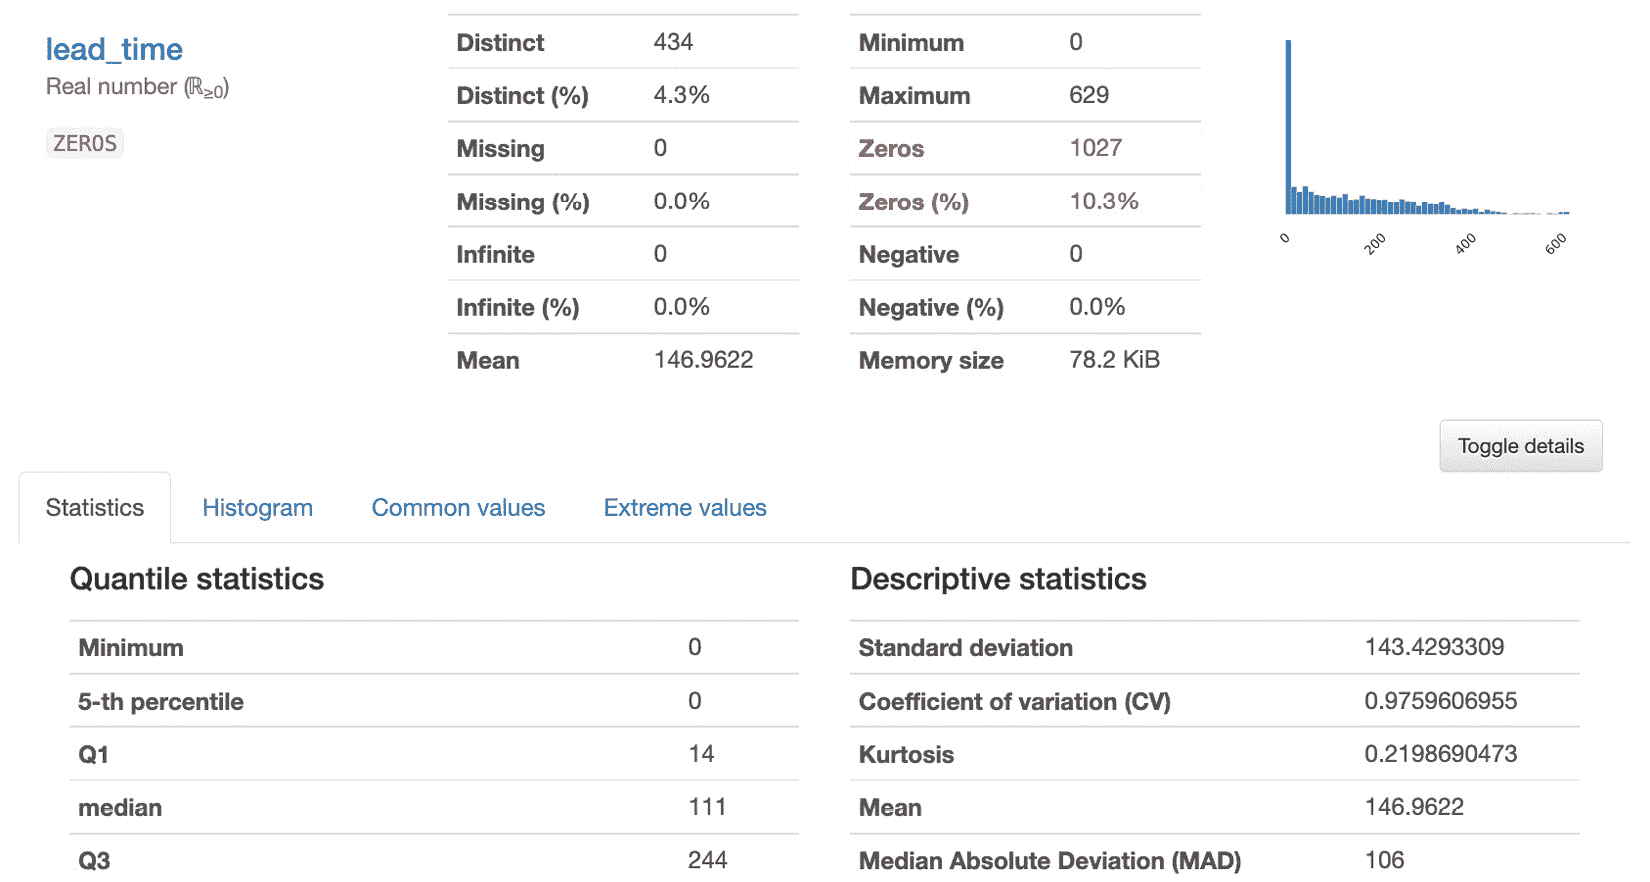 lead_time
Real number (ℝ≥0)
ZEROS
Distinct 434
Distinct (%) 4.3%
Missing 0
Missing (%) 0.0%
Infinite 0
Infinite (%) 0.0%
Mean 146.9622
Minimum 0
Maximum 629
Zeros 1027
Zeros (%) 10.3%
Negative 0
Negative (%) 0.0%
Memory size 78.2 KiB
0 200 400 600
Toggle details
Statistics Histogram Common values Extreme values
Quantile statistics
Minimum 0
5-th percentile 0
Q1 14
median 111
Q3 244
Descriptive statistics
Standard deviation 143.4293309
Coefficient of variation (CV) 0.9759606955
Kurtosis 0.2198690473
Mean 146.9622
Median Absolute Deviation (MAD) 106